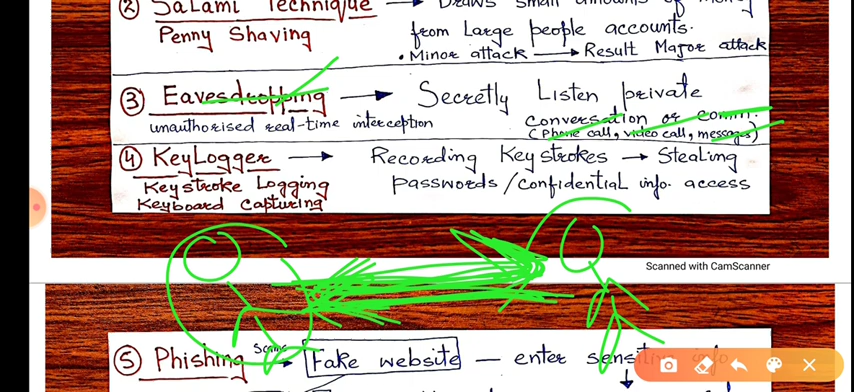 ② Salami Technique → Draws small amounts of money
Penny Shaving from Large people accounts.
• Minor attack → Result Major attack
③ Eavesdropping → Secretly Listen private
unauthorised real-time interception conversation or comm.
(Phone call, video call, messages)
④ KeyLogger → Recording Keystrokes → Stealing
Keystroke Logging passwords/confidential info. access
Keyboard Capturing
Scanned with CamScanner
⑤ Phishing → Fake website — enter sensitive info